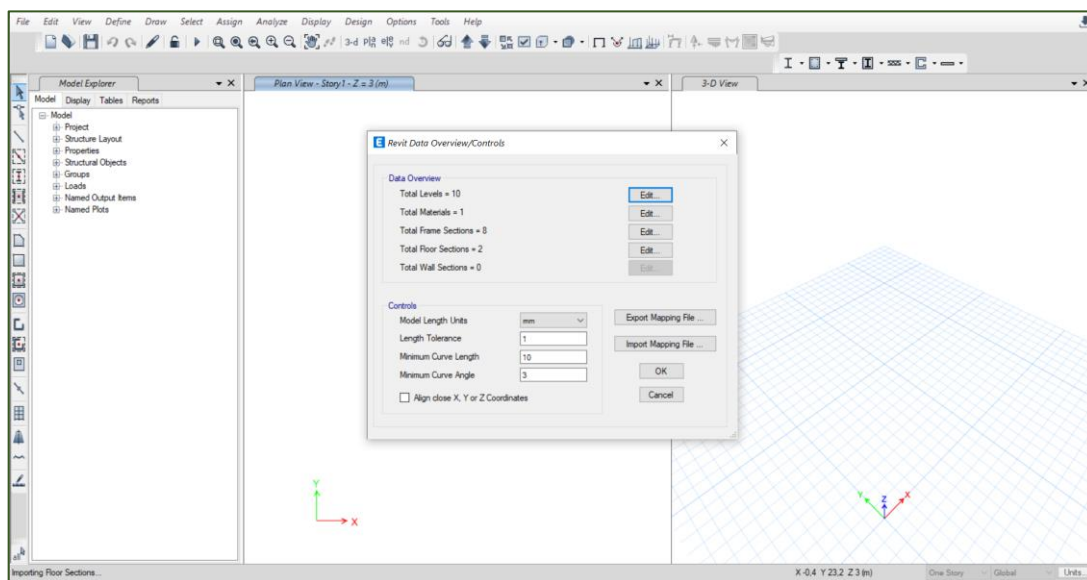 File Edit View Define Draw Select Assign Analyze Display Design Options Tools Help
3-d
nd
Model Explorer
Plan View - Story1 - Z = 3 (m)
3-D View
Model Display Tables Reports
Model
Project
Structure Layout
Properties
Structural Objects
Groups
Loads
Named Output Items
Named Plots
E Revit Data Overview/Controls
Data Overview
Total Levels = 10 Edit...
Total Materials = 1 Edit...
Total Frame Sections = 8 Edit...
Total Floor Sections = 2 Edit...
Total Wall Sections = 0 Edit...
Controls
Model Length Units mm
Length Tolerance 1
Minimum Curve Length 10
Minimum Curve Angle 3
Align close X, Y or Z Coordinates
Export Mapping File ...
Import Mapping File ...
OK
Cancel
Y
X
Y
Z
X
Importing Floor Sections... X -0,4 Y 23,2 Z 3 (m) One Story Global Units...